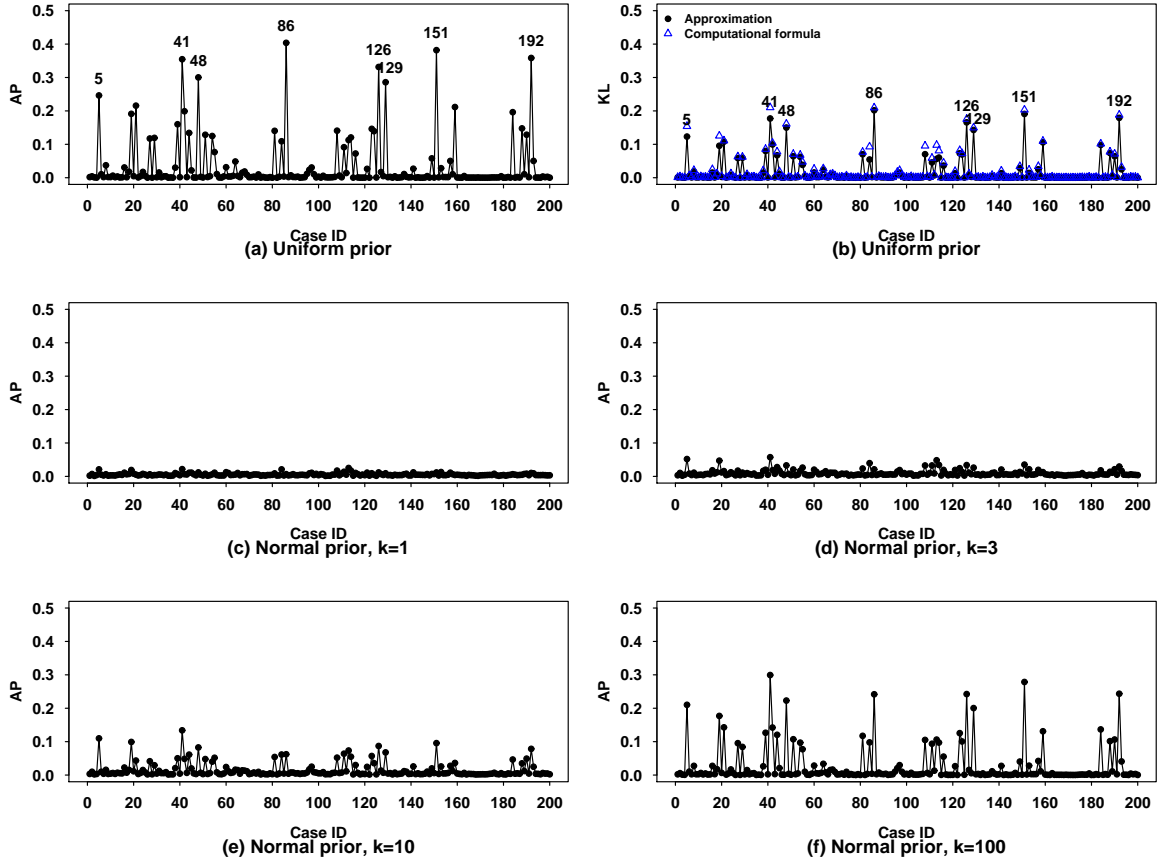 0.5
0.4
0.3
0.2
0.1
0.0
AP
5
41
48
86
126
129
151
192
0 20 40 60 80 100 120 140 160 180 200
Case ID
(a) Uniform prior
0.5
0.4
0.3
0.2
0.1
0.0
KL
Approximation
Computational formula
5
41
48
86
126
129
151
192
0 20 40 60 80 100 120 140 160 180 200
Case ID
(b) Uniform prior
0.5
0.4
0.3
0.2
0.1
0.0
AP
0 20 40 60 80 100 120 140 160 180 200
Case ID
(c) Normal prior, k=1
0.5
0.4
0.3
0.2
0.1
0.0
AP
0 20 40 60 80 100 120 140 160 180 200
Case ID
(d) Normal prior, k=3
0.5
0.4
0.3
0.2
0.1
0.0
AP
0 20 40 60 80 100 120 140 160 180 200
Case ID
(e) Normal prior, k=10
0.5
0.4
0.3
0.2
0.1
0.0
AP
0 20 40 60 80 100 120 140 160 180 200
Case ID
(f) Normal prior, k=100